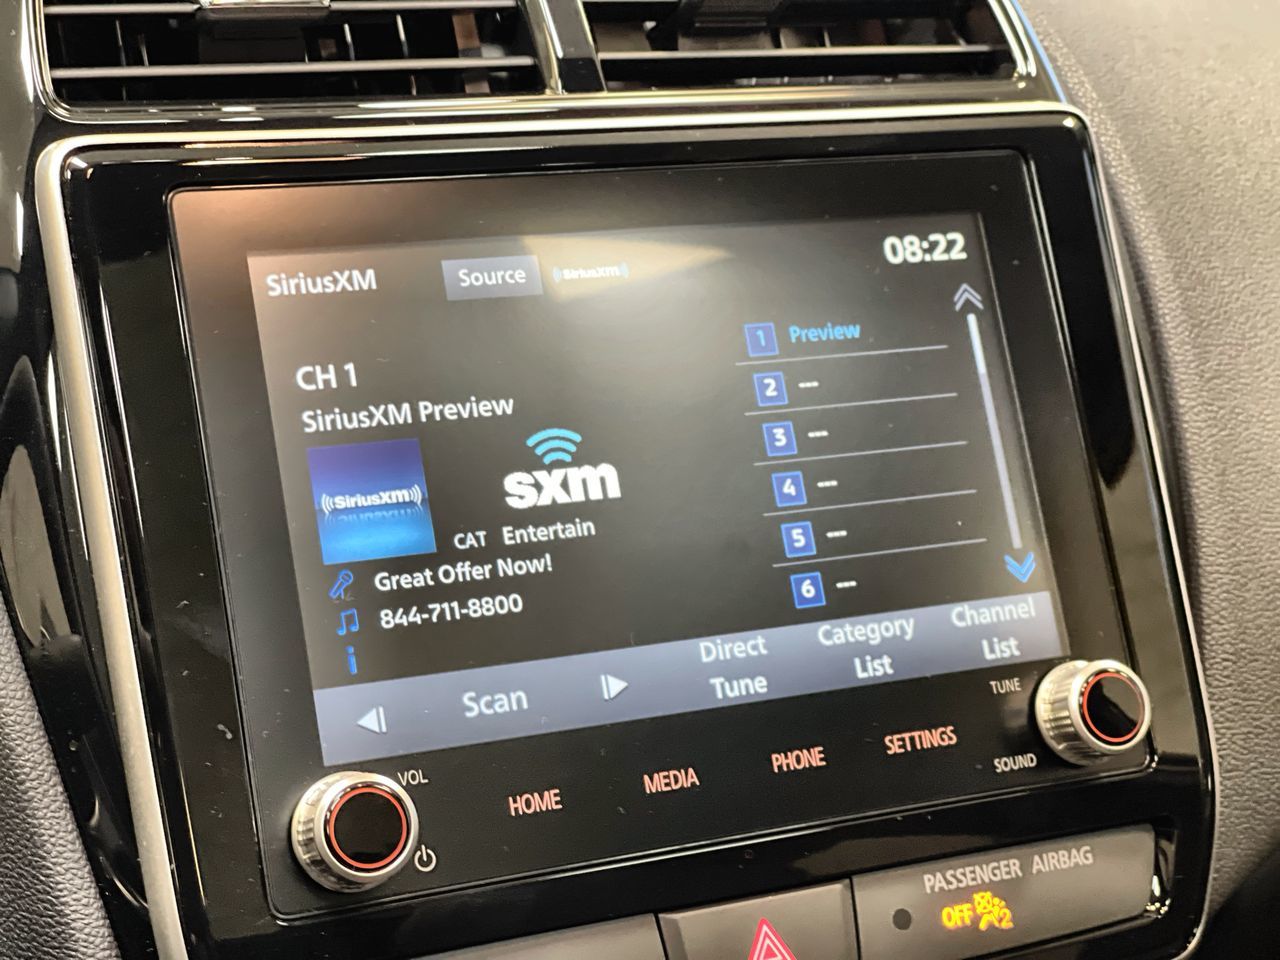 SiriusXM
Source
SiriusXM
08:22
CH 1
SiriusXM Preview
SiriusXM
sxm
CAT Entertain
Great Offer Now!
844-711-8800
1 Preview
2 ---
3 ---
4 ---
5 ---
6 ---
Scan
Direct Tune
Category List
Channel List
VOL
HOME
MEDIA
PHONE
SETTINGS
TUNE
SOUND
PASSENGER AIRBAG
OFF 2